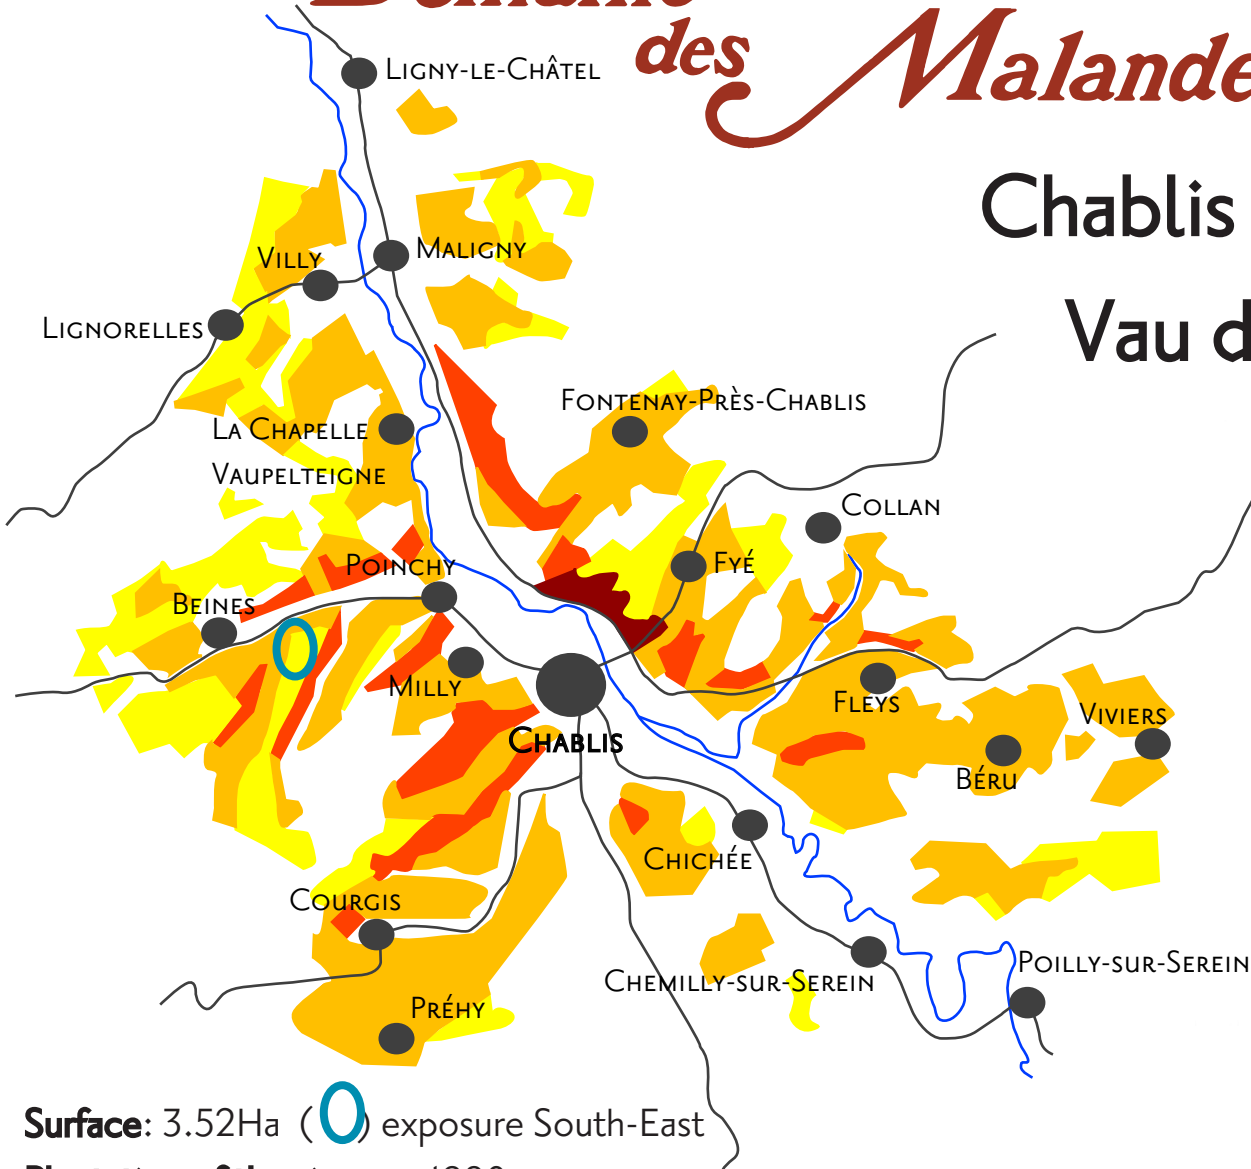 des Malande
Chablis
Vau d
LIGNY-LE-CHÂTEL
VILLY
MALIGNY
LIGNORELLES
FONTENAY-PRÈS-CHABLIS
LA CHAPELLE
VAUPELTEIGNE
COLLAN
POINCHY
FYÉ
BEINES
MILLY
FLEYS
VIVIERS
CHABLIS
BÉRU
CHICHÉE
COURGIS
CHEMILLY-SUR-SEREIN
POILLY-SUR-SEREIN
PRÉHY
Surface: 3.52Ha ( ) exposure South-East